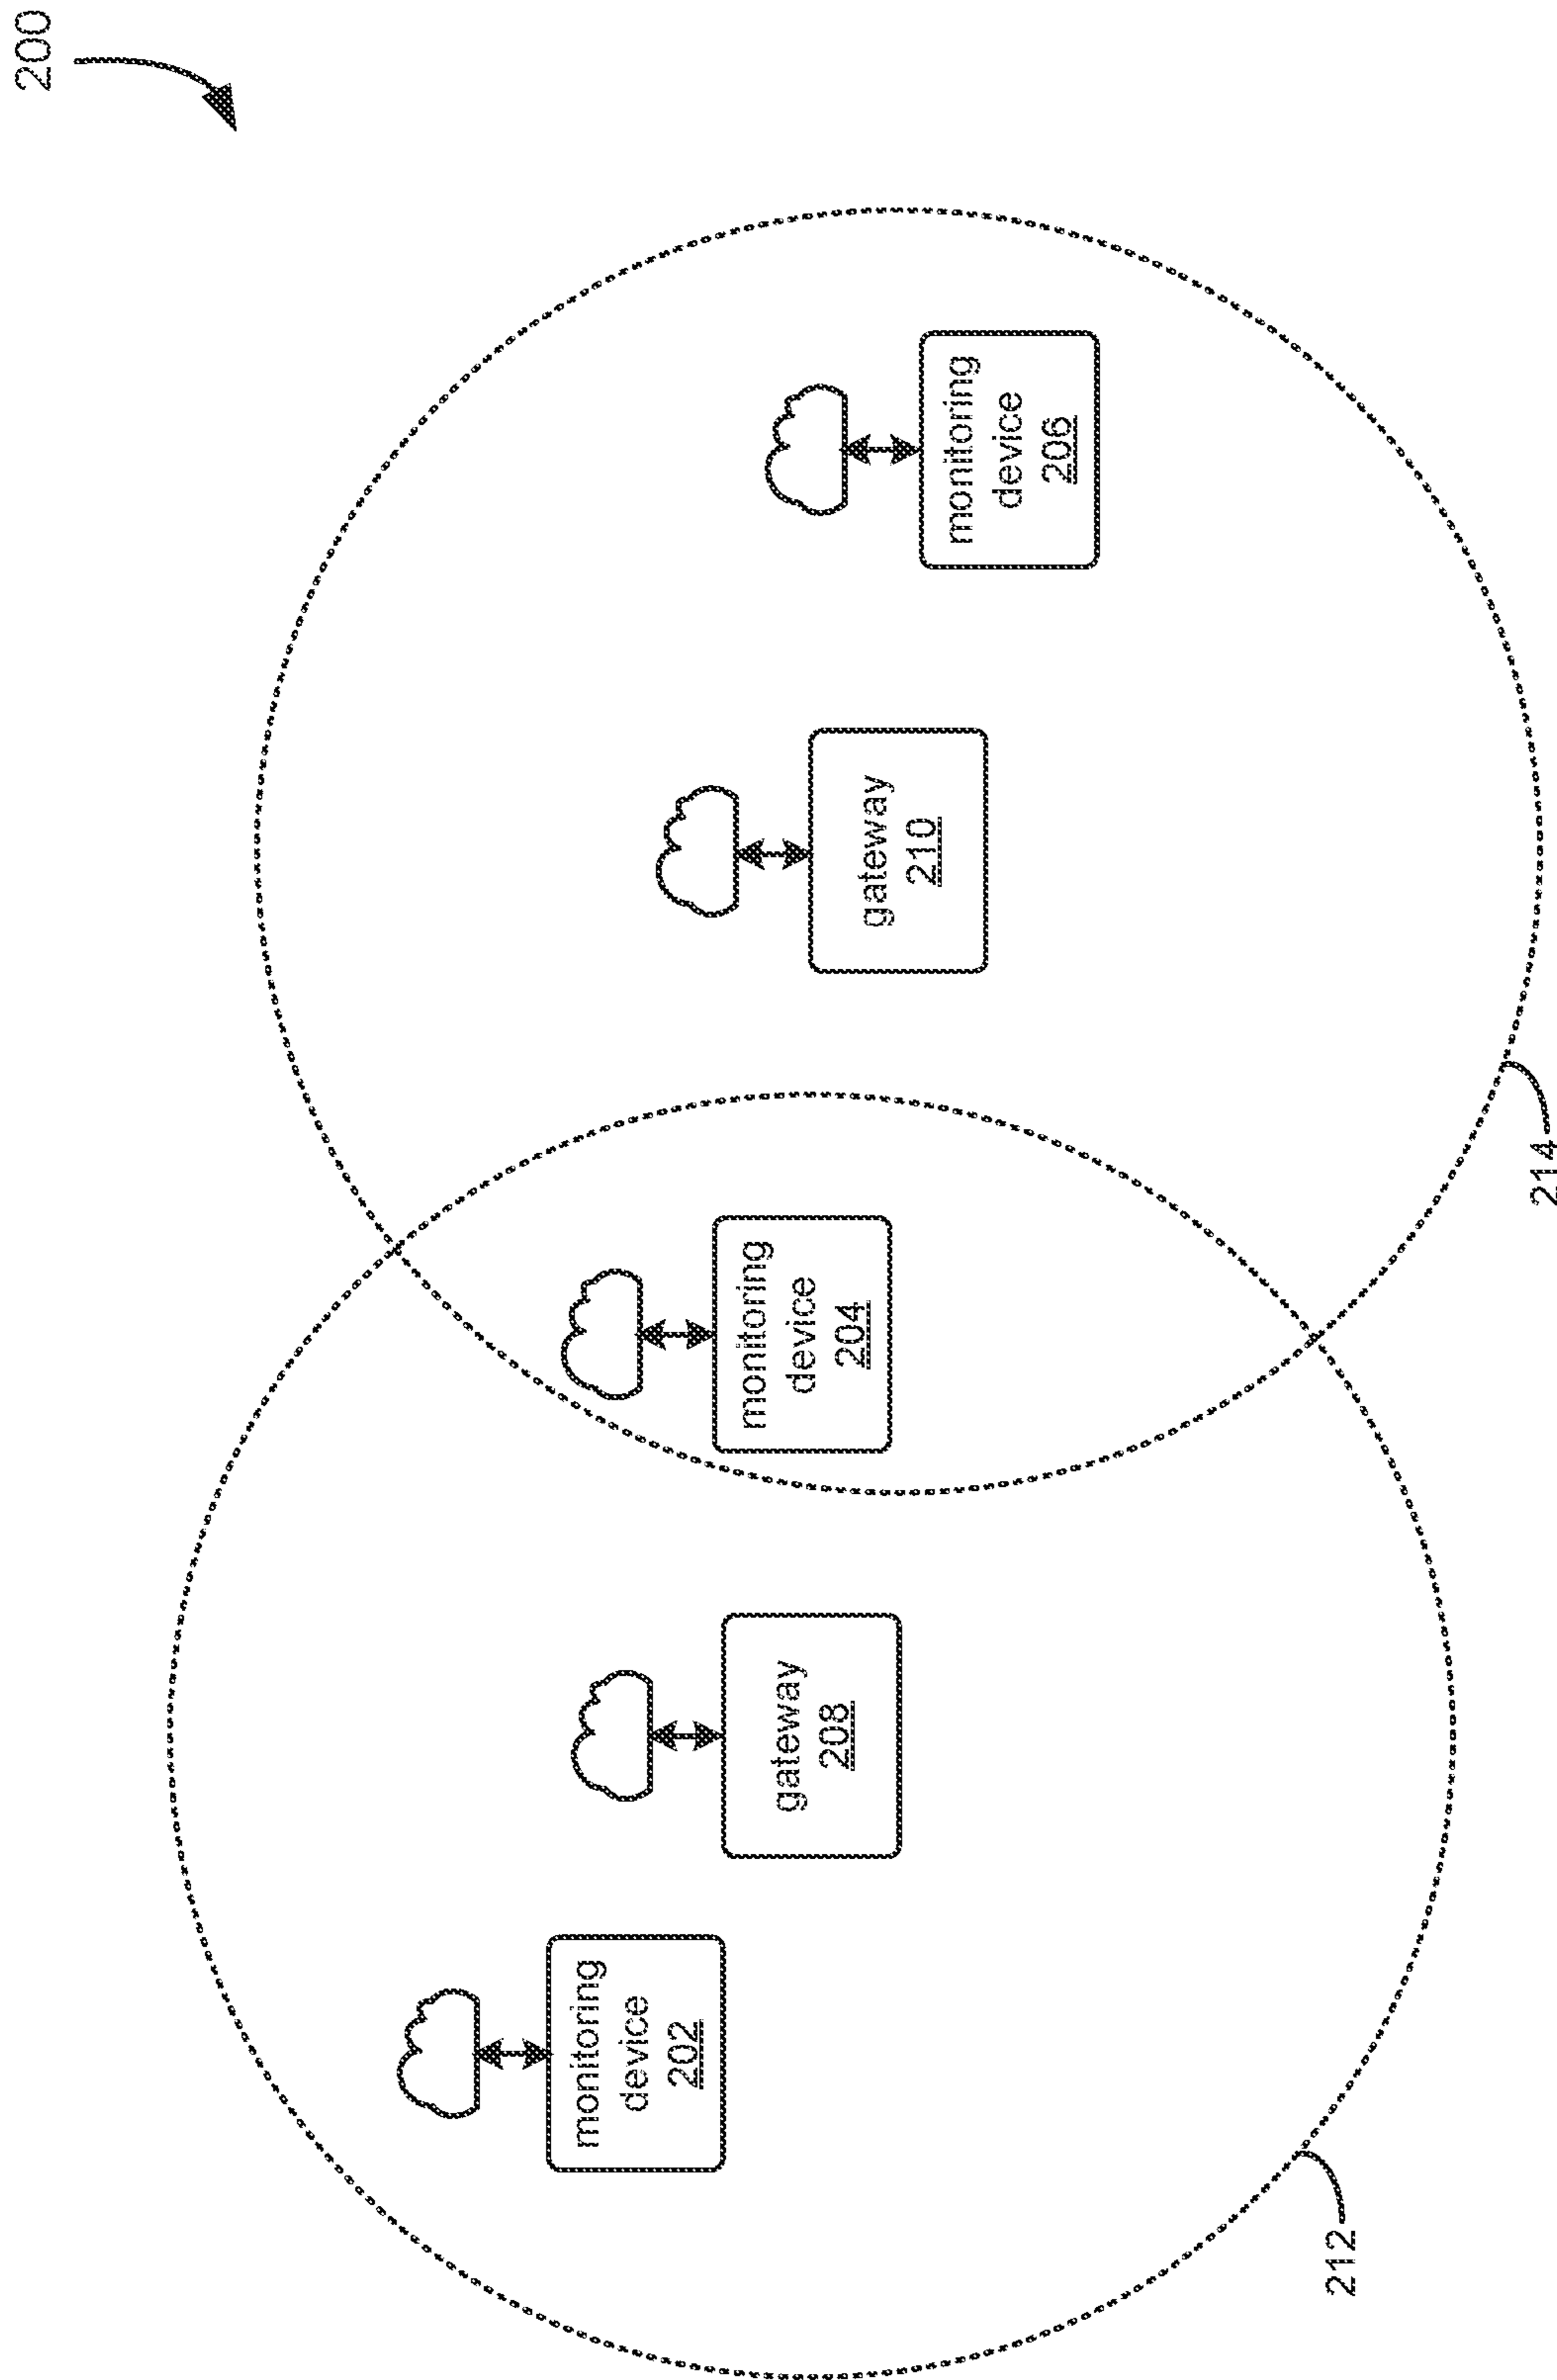 200
monitoring
device
202
gateway
208
monitoring
device
204
gateway
210
monitoring
device
206
212
214